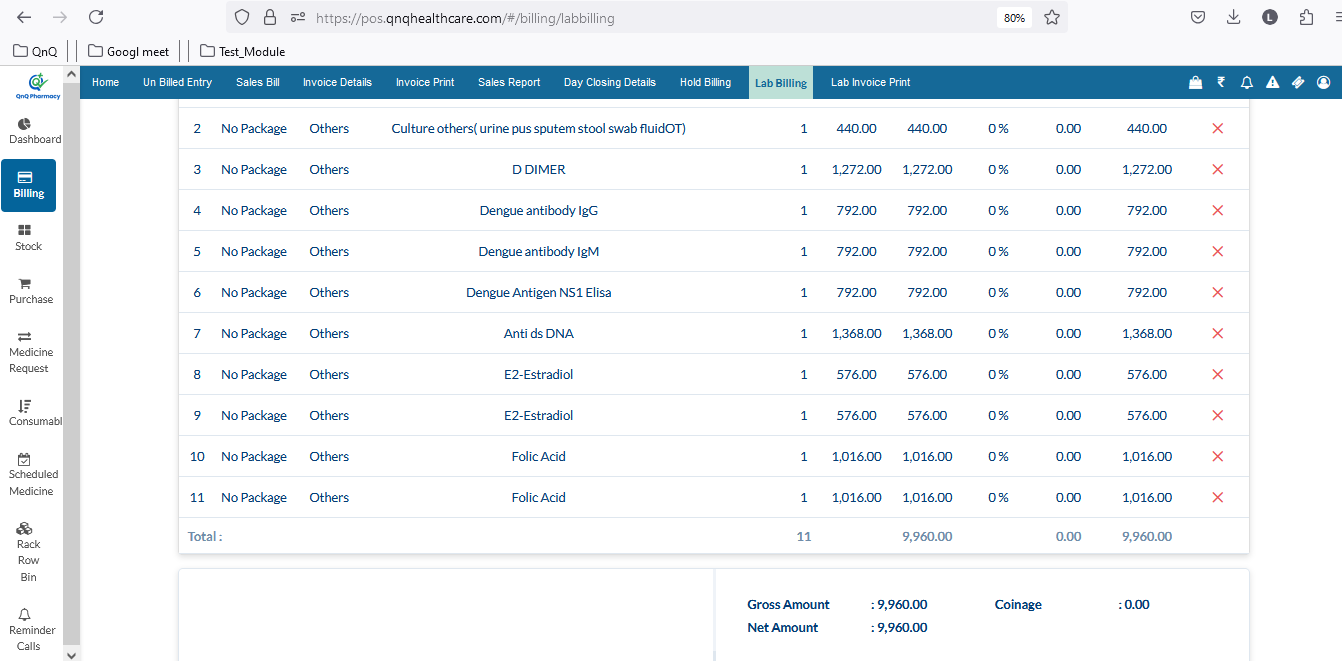 https://pos.qnqhealthcare.com/#/billing/labbilling 80% L
QnQ Googl meet Test_Module
QnQ Pharmacy
Home Un Billed Entry Sales Bill Invoice Details Invoice Print Sales Report Day Closing Details Hold Billing Lab Billing Lab Invoice Print
Dashboard
Billing
Stock
Purchase
Medicine
Request
Consumabl
Scheduled
Medicine
Rack
Row
Bin
Reminder
Calls
2 No Package Others Culture others( urine pus sputem stool swab fluidOT) 1 440.00 440.00 0 % 0.00 440.00
3 No Package Others D DIMER 1 1,272.00 1,272.00 0 % 0.00 1,272.00
4 No Package Others Dengue antibody IgG 1 792.00 792.00 0 % 0.00 792.00
5 No Package Others Dengue antibody IgM 1 792.00 792.00 0 % 0.00 792.00
6 No Package Others Dengue Antigen NS1 Elisa 1 792.00 792.00 0 % 0.00 792.00
7 No Package Others Anti ds DNA 1 1,368.00 1,368.00 0 % 0.00 1,368.00
8 No Package Others E2-Estradiol 1 576.00 576.00 0 % 0.00 576.00
9 No Package Others E2-Estradiol 1 576.00 576.00 0 % 0.00 576.00
10 No Package Others Folic Acid 1 1,016.00 1,016.00 0 % 0.00 1,016.00
11 No Package Others Folic Acid 1 1,016.00 1,016.00 0 % 0.00 1,016.00
Total : 11 9,960.00 0.00 9,960.00
Gross Amount : 9,960.00 Coinage : 0.00
Net Amount : 9,960.00